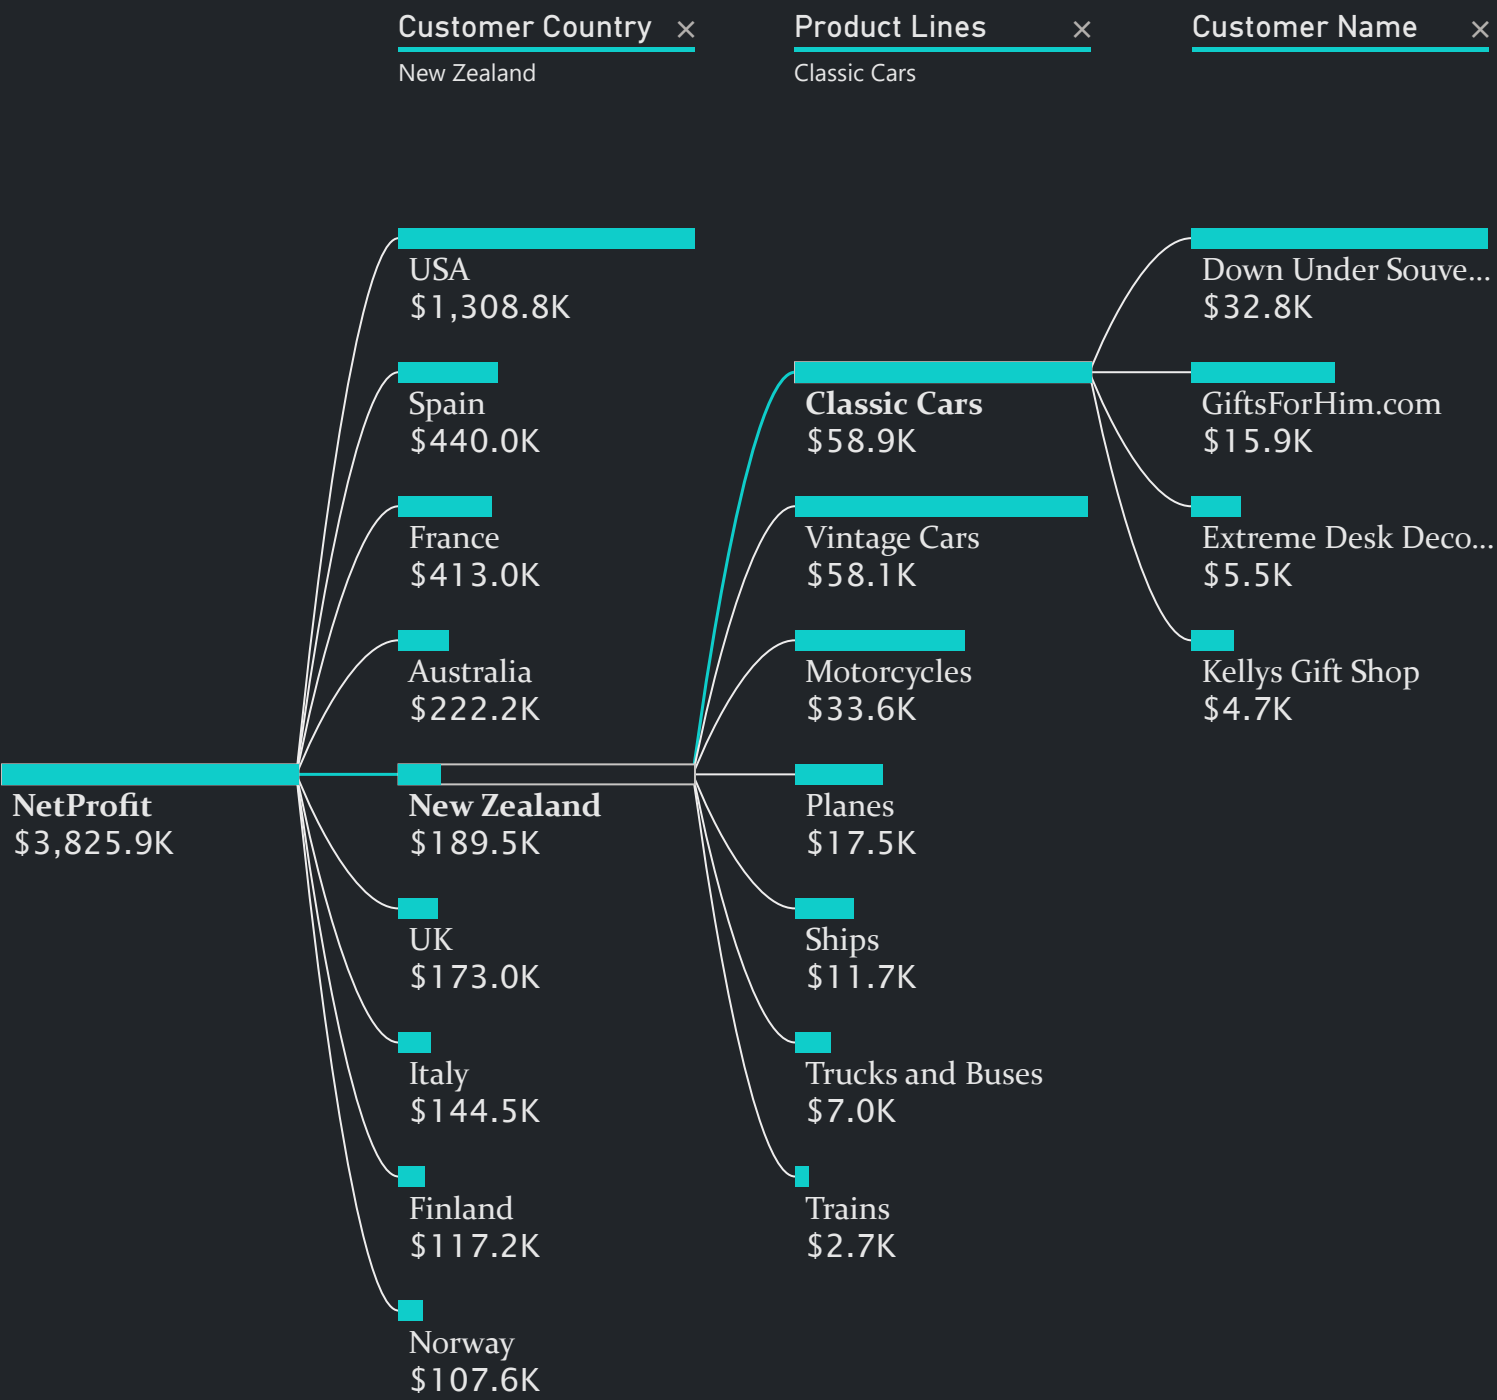 Customer Country ×
New Zealand
Product Lines ×
Classic Cars
Customer Name ×
NetProfit
$3,825.9K
USA
$1,308.8K
Spain
$440.0K
France
$413.0K
Australia
$222.2K
New Zealand
$189.5K
UK
$173.0K
Italy
$144.5K
Finland
$117.2K
Norway
$107.6K
Classic Cars
$58.9K
Vintage Cars
$58.1K
Motorcycles
$33.6K
Planes
$17.5K
Ships
$11.7K
Trucks and Buses
$7.0K
Trains
$2.7K
Down Under Souve...
$32.8K
GiftsForHim.com
$15.9K
Extreme Desk Deco...
$5.5K
Kellys Gift Shop
$4.7K